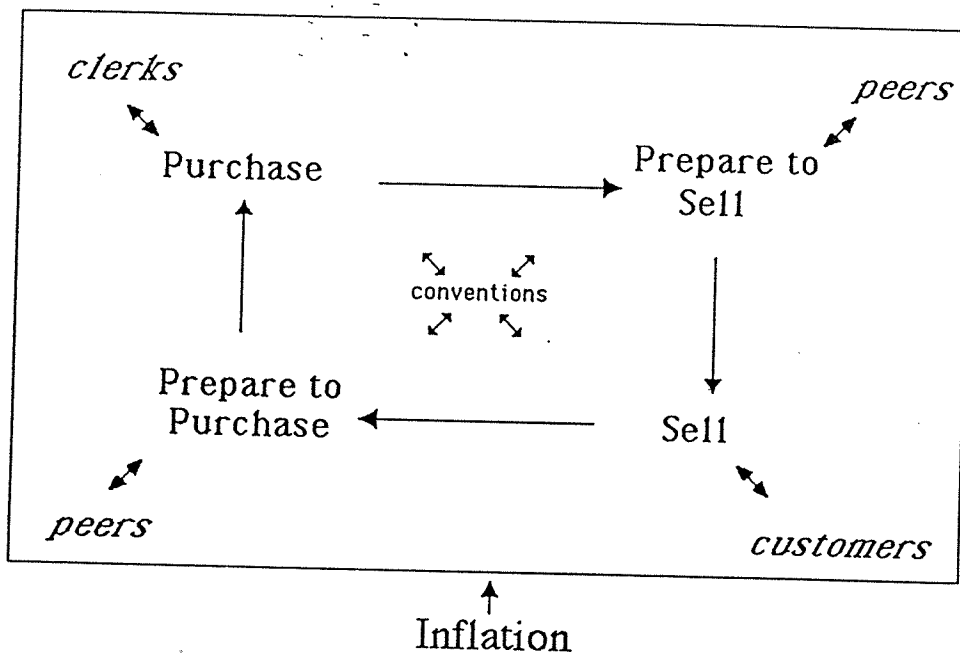 clerks
peers
Purchase
Prepare to
Sell
conventions
Prepare to
Purchase
Sell
peers
customers
Inflation